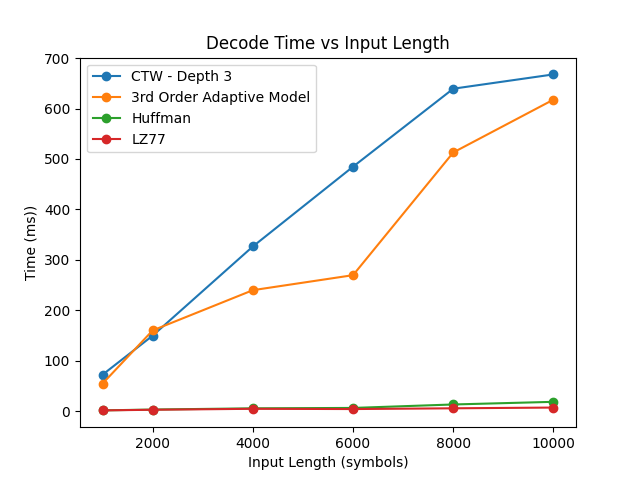 Decode Time vs Input Length
CTW - Depth 3
3rd Order Adaptive Model
Huffman
LZ77
700
600
500
400
300
200
100
0
Time (ms))
2000 4000 6000 8000 10000
Input Length (symbols)